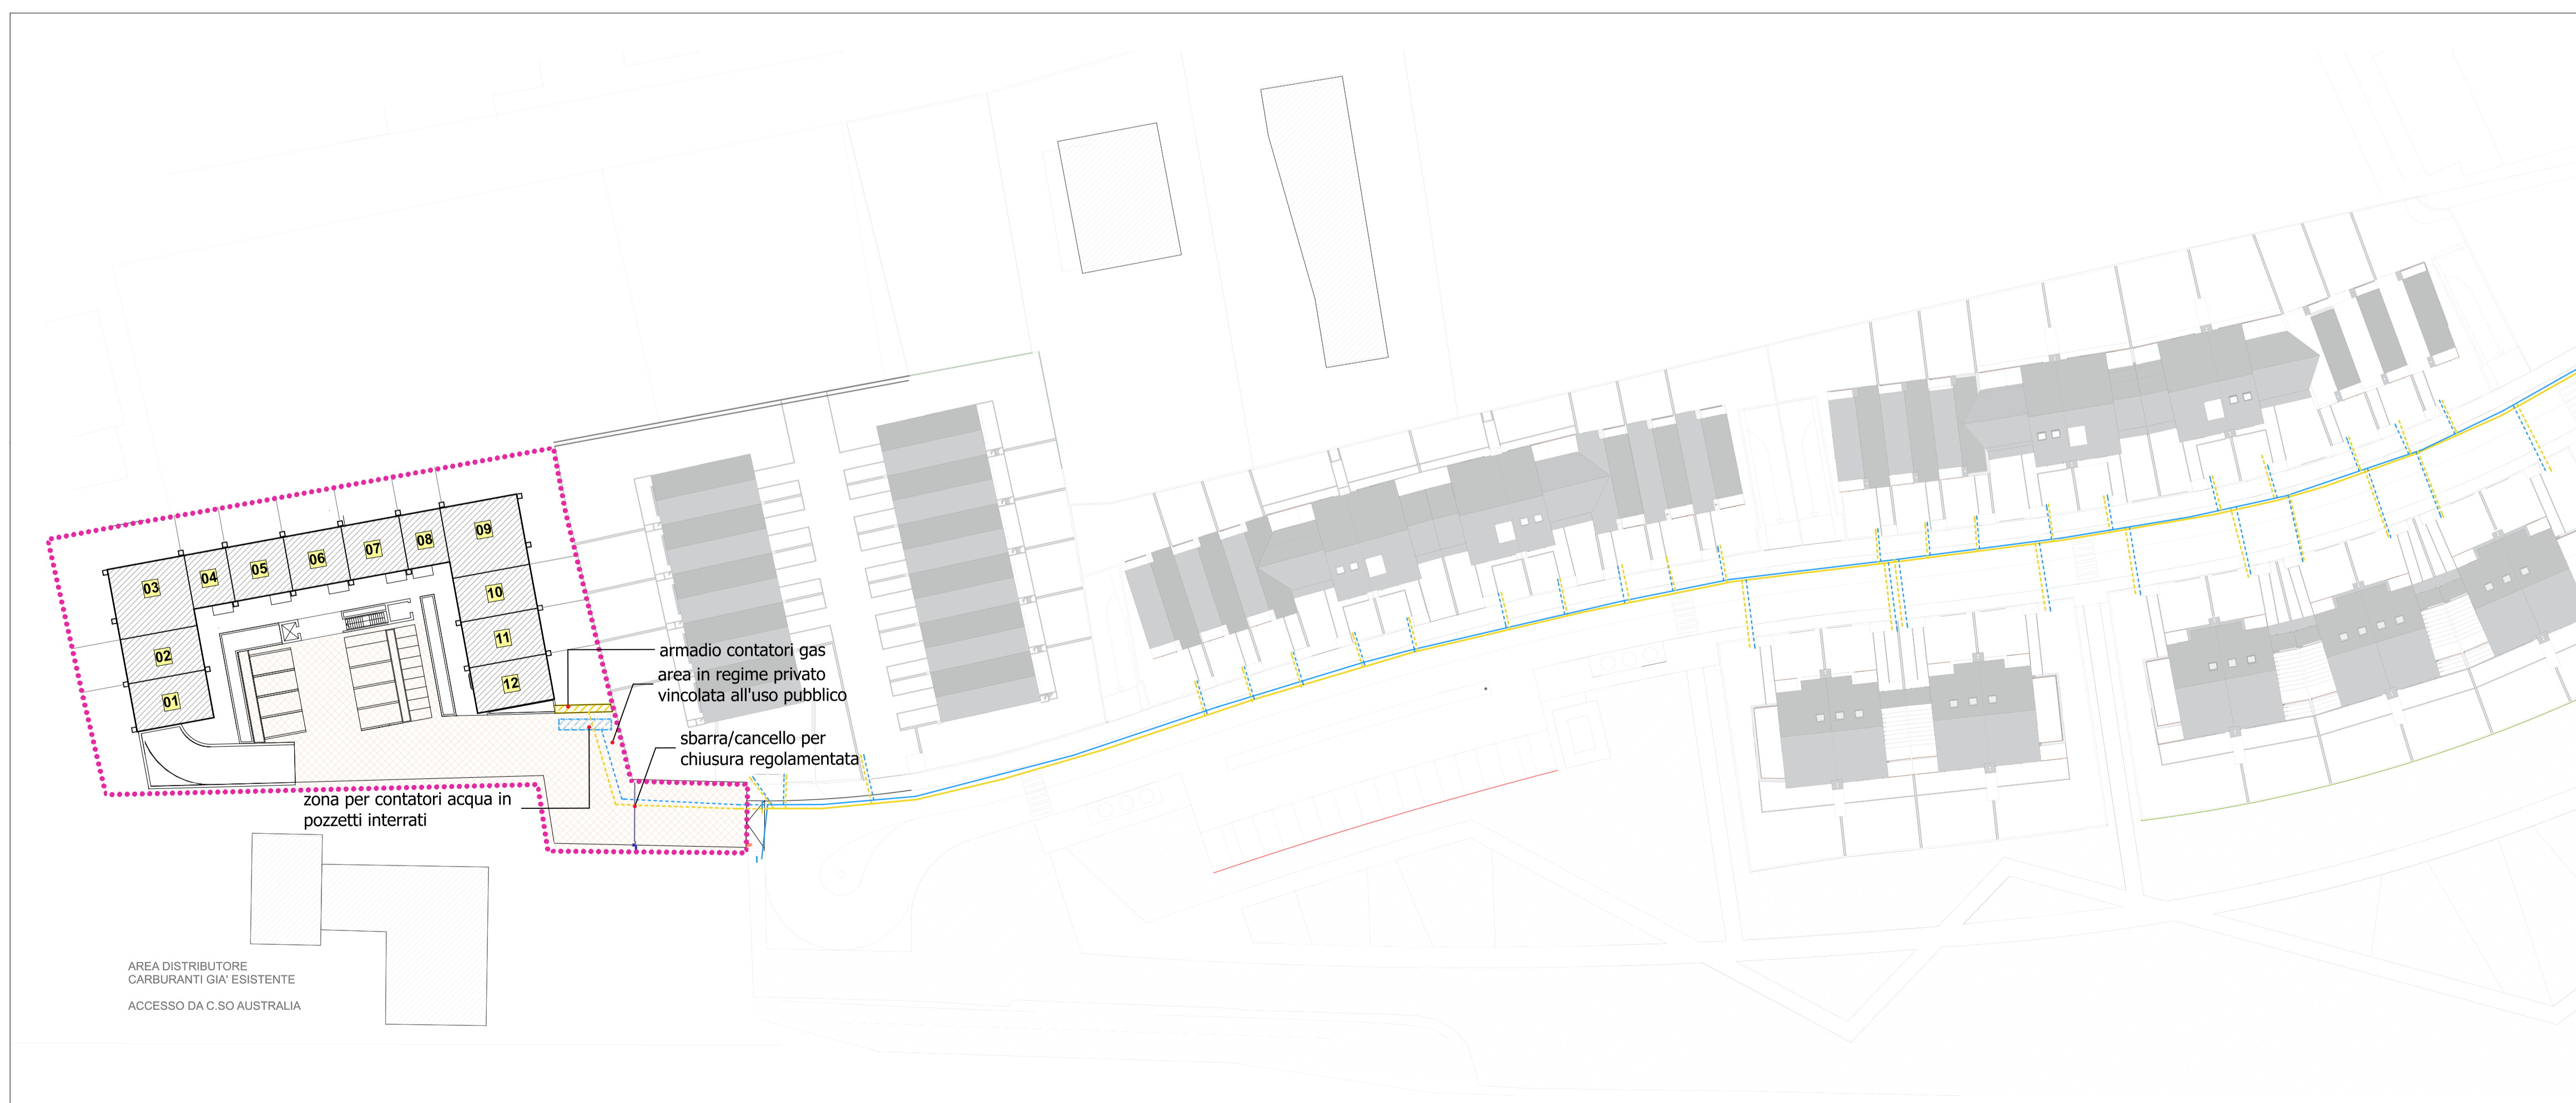 09
08
07
06
05
04
03
10
11
02
12
01
armadio contatori gas
area in regime privato
vincolata all'uso pubblico
sbarra/cancello per
chiusura regolamentata
zona per contatori acqua in
pozzetti interrati
AREA DISTRIBUTORE
CARBURANTI GIA' ESISTENTE
ACCESSO DA C.SO AUSTRALIA